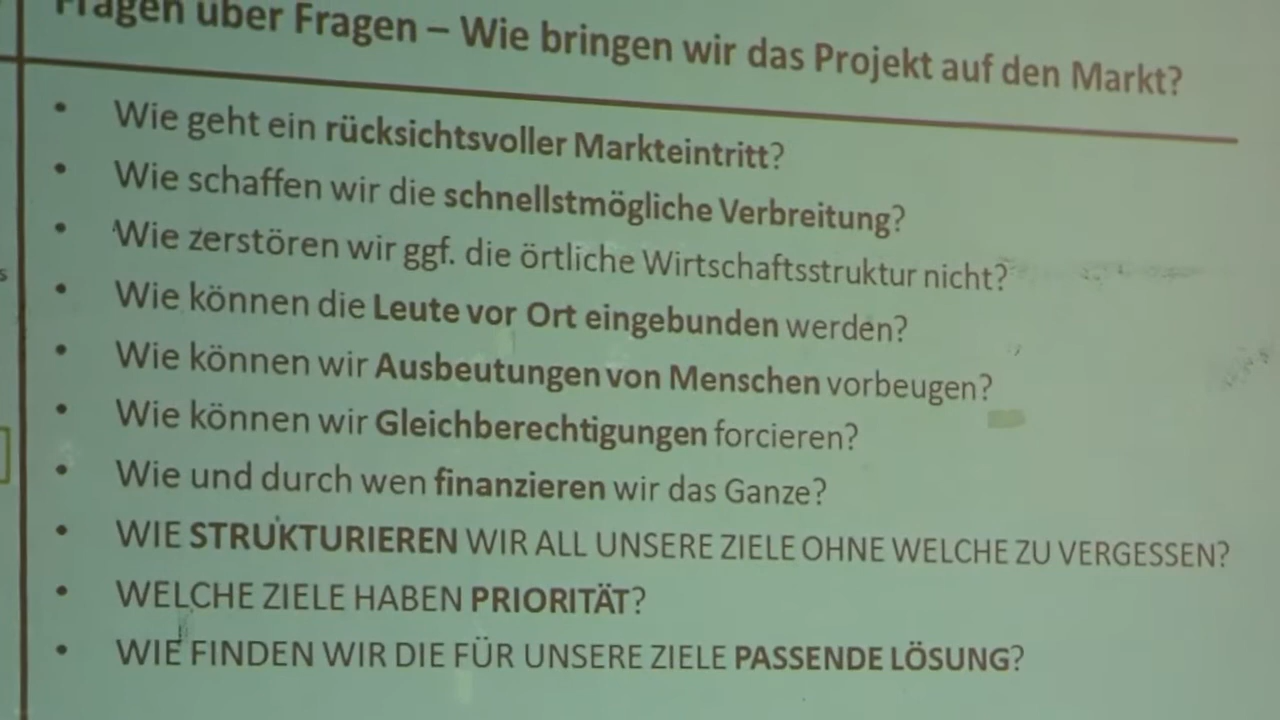 Fragen über Fragen – Wie bringen wir das Projekt auf den Markt?
• Wie geht ein rücksichtsvoller Markteintritt?
• Wie schaffen wir die schnellstmögliche Verbreitung?
• Wie zerstören wir ggf. die örtliche Wirtschaftsstruktur nicht?
• Wie können die Leute vor Ort eingebunden werden?
• Wie können wir Ausbeutungen von Menschen vorbeugen?
• Wie können wir Gleichberechtigungen forcieren?
• Wie und durch wen finanzieren wir das Ganze?
• WIE STRUKTURIEREN WIR ALL UNSERE ZIELE OHNE WELCHE ZU VERGESSEN?
• WELCHE ZIELE HABEN PRIORITÄT?
• WIE FINDEN WIR DIE FÜR UNSERE ZIELE PASSENDE LÖSUNG?